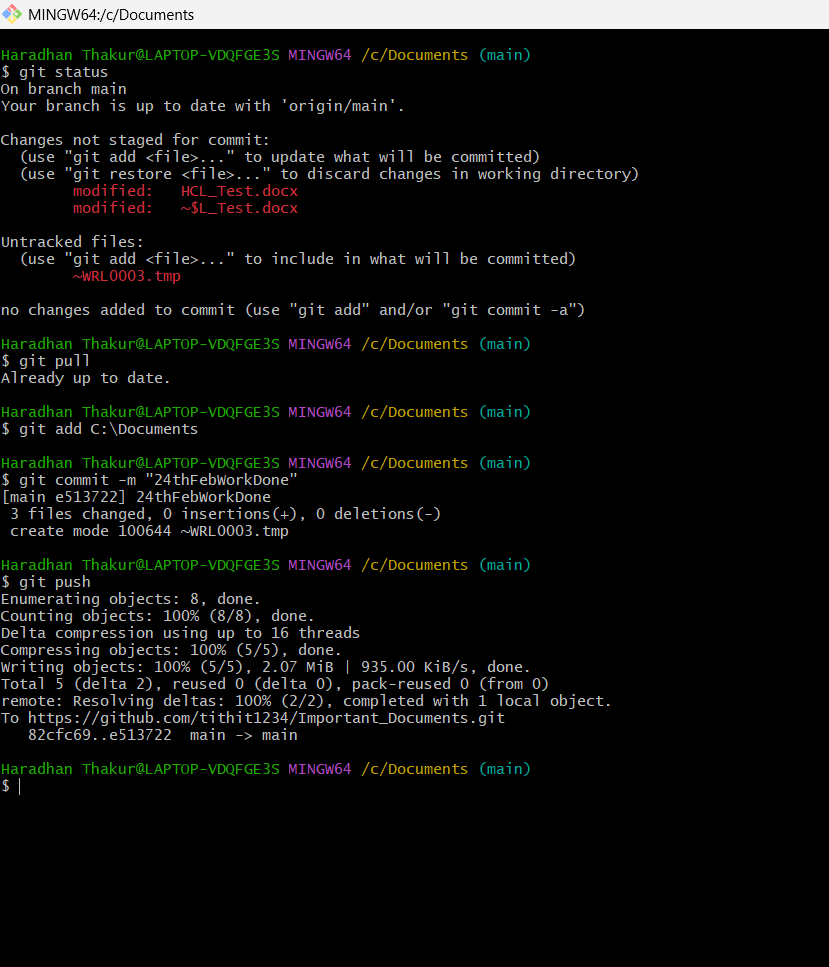 MINGW64:/c/Documents
Haradhan Thakur@LAPTOP-VDQFGE3S MINGW64 /c/Documents (main)
$ git status
On branch main
Your branch is up to date with 'origin/main'.
Changes not staged for commit:
  (use "git add <file>..." to update what will be committed)
  (use "git restore <file>..." to discard changes in working directory)
        modified:   HCL_Test.docx
        modified:   ~$L_Test.docx
Untracked files:
  (use "git add <file>..." to include in what will be committed)
        ~WRL0003.tmp
no changes added to commit (use "git add" and/or "git commit -a")
Haradhan Thakur@LAPTOP-VDQFGE3S MINGW64 /c/Documents (main)
$ git pull
Already up to date.
Haradhan Thakur@LAPTOP-VDQFGE3S MINGW64 /c/Documents (main)
$ git add C:\Documents
Haradhan Thakur@LAPTOP-VDQFGE3S MINGW64 /c/Documents (main)
$ git commit -m "24thFebWorkDone"
[main e513722] 24thFebWorkDone
 3 files changed, 0 insertions(+), 0 deletions(-)
 create mode 100644 ~WRL0003.tmp
Haradhan Thakur@LAPTOP-VDQFGE3S MINGW64 /c/Documents (main)
$ git push
Enumerating objects: 8, done.
Counting objects: 100% (8/8), done.
Delta compression using up to 16 threads
Compressing objects: 100% (5/5), done.
Writing objects: 100% (5/5), 2.07 MiB | 935.00 KiB/s, done.
Total 5 (delta 2), reused 0 (delta 0), pack-reused 0 (from 0)
remote: Resolving deltas: 100% (2/2), completed with 1 local object.
To https://github.com/tithit1234/Important_Documents.git
   82cfc69..e513722  main -> main
Haradhan Thakur@LAPTOP-VDQFGE3S MINGW64 /c/Documents (main)
$